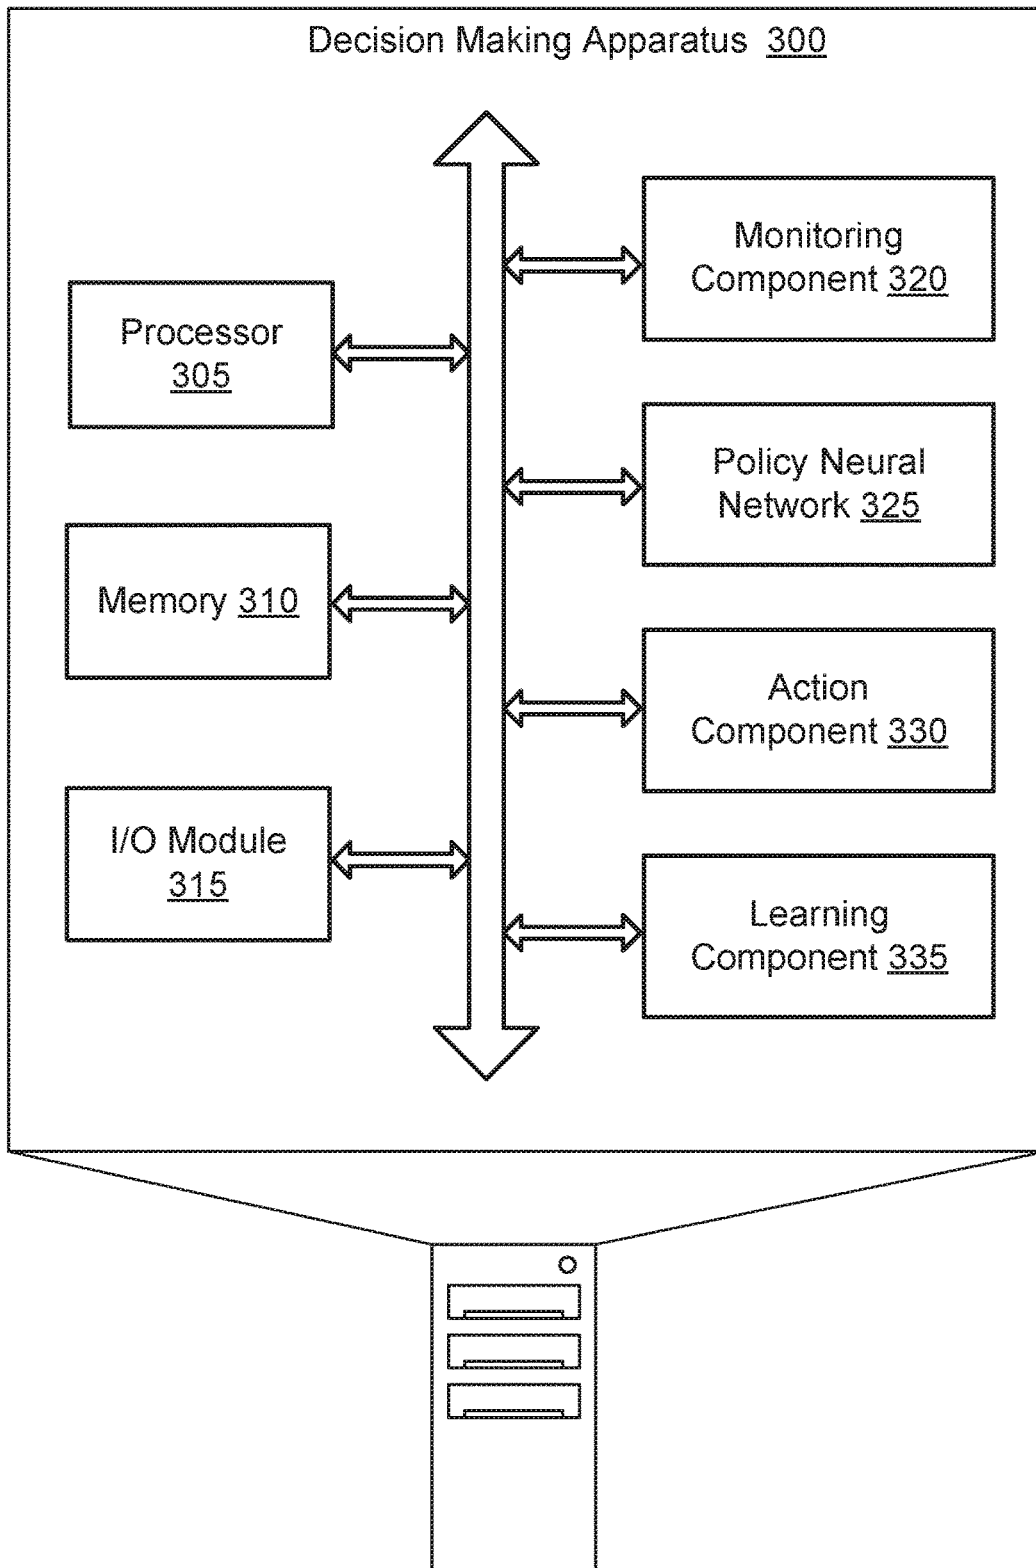 Decision Making Apparatus 300
Processor
305
Memory 310
I/O Module
315
Monitoring
Component 320
Policy Neural
Network 325
Action
Component 330
Learning
Component 335